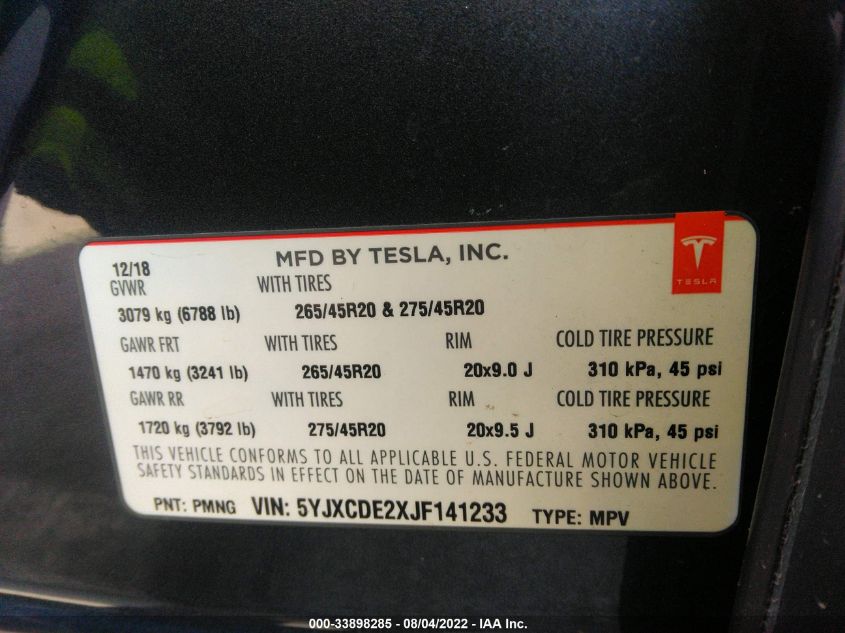 MFD BY TESLA, INC.
TESLA
12/18
GVWR WITH TIRES
3079 kg (6788 lb) 265/45R20 & 275/45R20
GAWR FRT WITH TIRES RIM COLD TIRE PRESSURE
1470 kg (3241 lb) 265/45R20 20x9.0 J 310 kPa, 45 psi
GAWR RR WITH TIRES RIM COLD TIRE PRESSURE
1720 kg (3792 lb) 275/45R20 20x9.5 J 310 kPa, 45 psi
THIS VEHICLE CONFORMS TO ALL APPLICABLE U.S. FEDERAL MOTOR VEHICLE
SAFETY STANDARDS IN EFFECT ON THE DATE OF MANUFACTURE SHOWN ABOVE.
PNT: PMNG VIN: 5YJXCDE2XJF141233 TYPE: MPV
000-33898285 - 08/04/2022 - IAA Inc.